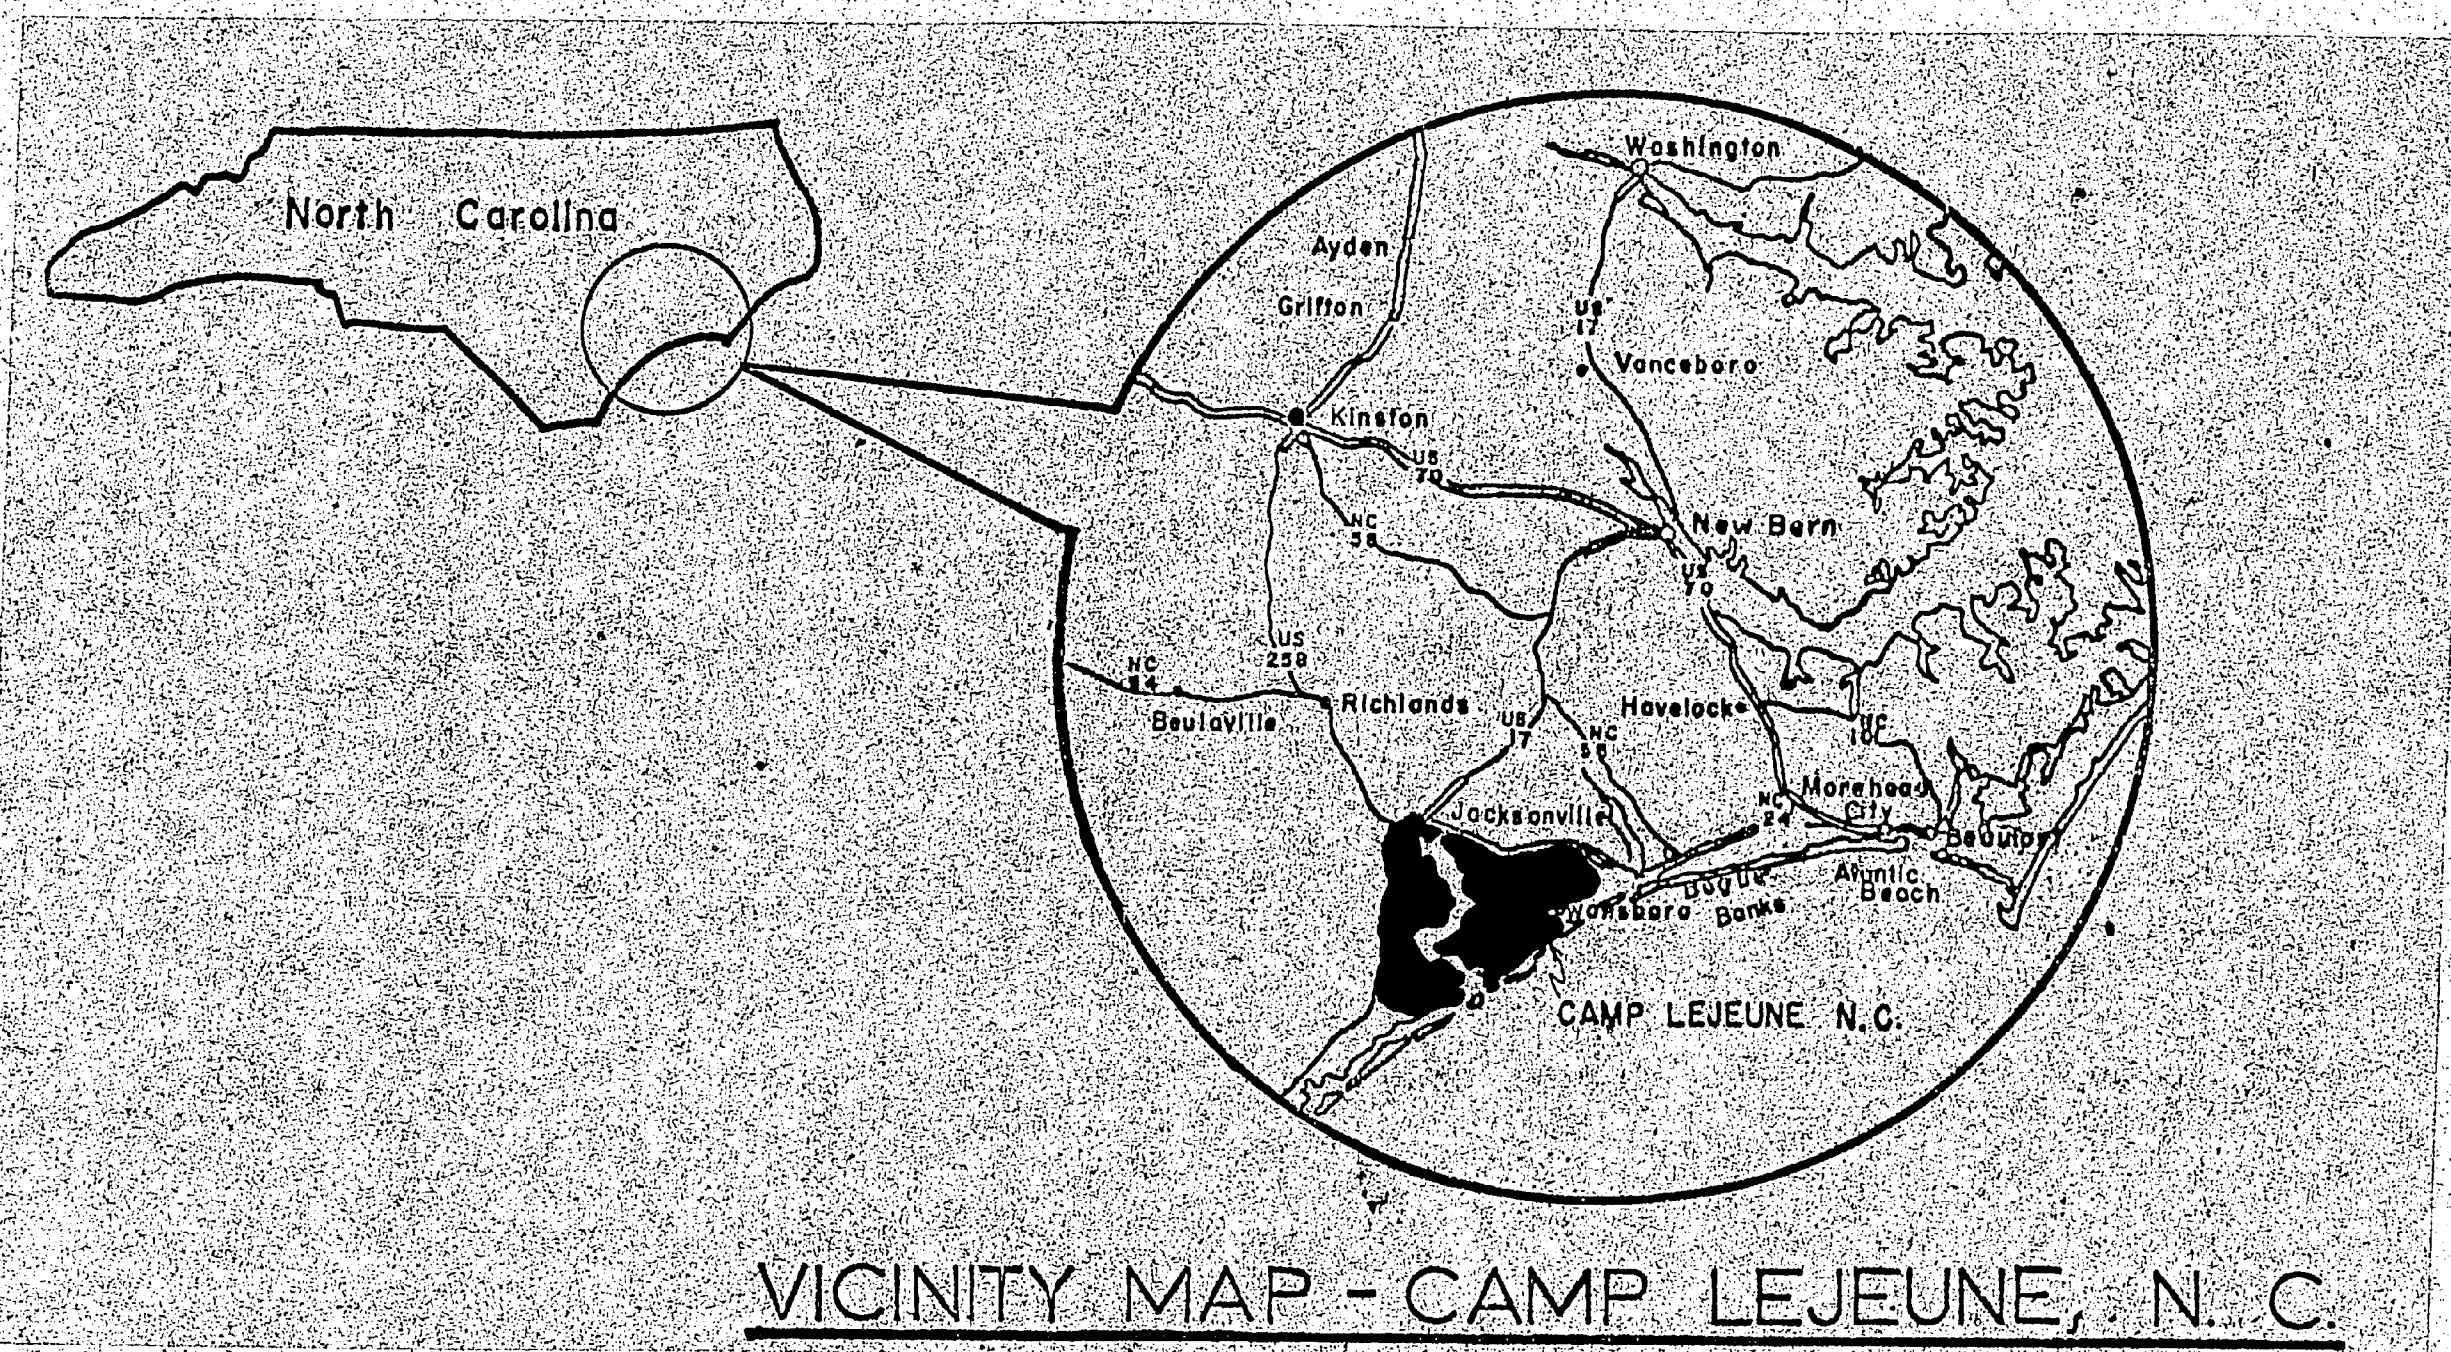 North Carolina
Washington
Ayden
Grifton
US
17
Vanceboro
Kinston
US
70
NC
58
New Bern
US
70
US
258
NC
24
Beulaville
Richlands
US
17
Havelock
NC
58
NC
Morehead
City
NC
24
Jacksonville
Beaufort
Atlantic
Beach
Bogue
Banks
CAMP LEJEUNE N.C.
VICINITY MAP - CAMP LEJEUNE, N. C.